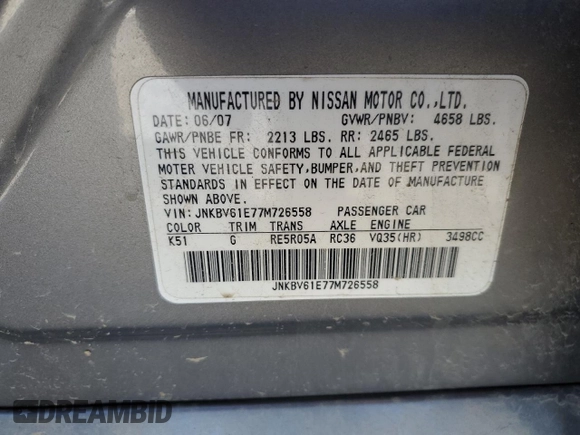 MANUFACTURED BY NISSAN MOTOR CO.,LTD.
DATE: 06/07 GVWR/PNBV: 4658 LBS.
GAWR/PNBE FR: 2213 LBS. RR: 2465 LBS.
THIS VEHICLE CONFORMS TO ALL APPLICABLE FEDERAL
MOTOR VEHICLE SAFETY,BUMPER,AND THEFT PREVENTION
STANDARDS IN EFFECT ON THE DATE OF MANUFACTURE
SHOWN ABOVE.
VIN: JNKBV61E77M726558 PASSENGER CAR
COLOR TRIM TRANS AXLE ENGINE
K51 G RE5R05A RC36 VQ35(HR) 3498CC
JNKBV61E77M726558
DREAMBID